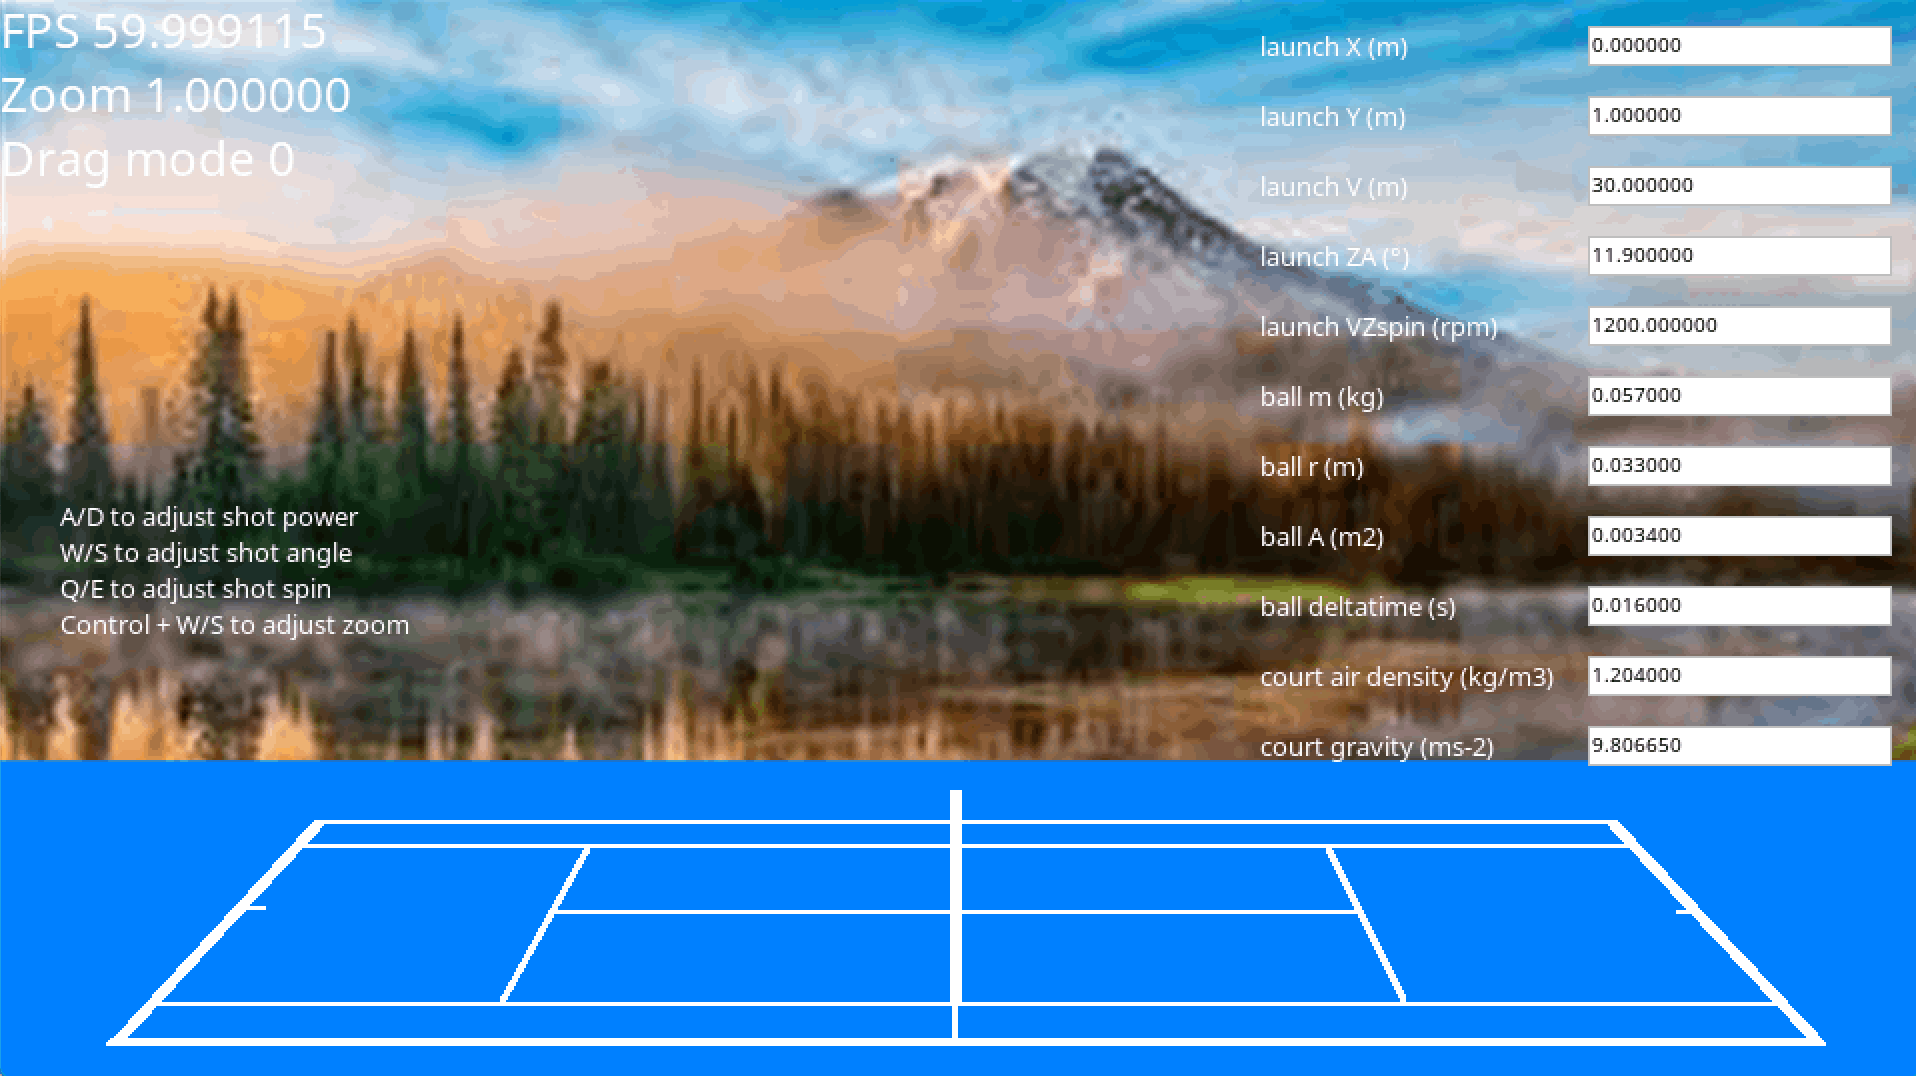 FPS 59.999115
Zoom 1.000000
Drag mode 0
launch X (m) 0.000000
launch Y (m) 1.000000
launch V (m) 30.000000
launch ZA (°) 11.900000
launch VZspin (rpm) 1200.000000
ball m (kg) 0.057000
ball r (m) 0.033000
ball A (m2) 0.003400
ball deltatime (s) 0.016000
court air density (kg/m3) 1.204000
court gravity (ms-2) 9.806650
A/D to adjust shot power
W/S to adjust shot angle
Q/E to adjust shot spin
Control + W/S to adjust zoom